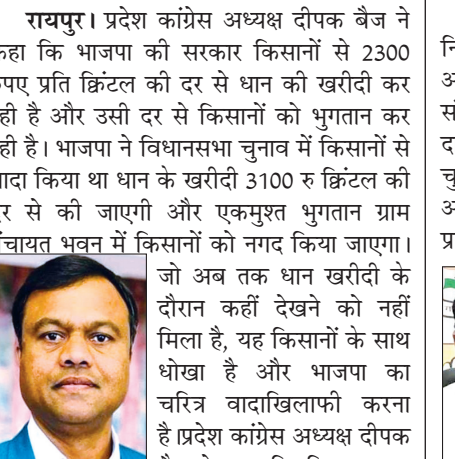 रायपुर। प्रदेश कांग्रेस अध्यक्ष दीपक बैज ने
कहा कि भाजपा की सरकार किसानों से 2300
रुपए प्रति क्विंटल की दर से धान की खरीदी कर
रही है और उसी दर से किसानों को भुगतान कर
रही है। भाजपा ने विधानसभा चुनाव में किसानों से
वादा किया था धान के खरीदी 3100 रु क्विंटल की
दर से की जाएगी और एकमुश्त भुगतान ग्राम
पंचायत भवन में किसानों को नगद किया जाएगा।
जो अब तक धान खरीदी के
दौरान कहीं देखने को नहीं
मिला है, यह किसानों के साथ
धोखा है और भाजपा का
चरित्र वादाखिलाफी करना
है।प्रदेश कांग्रेस अध्यक्ष दीपक